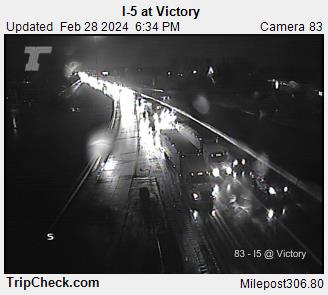 I-5 at Victory
Updated  Feb 28 2024  6:34 PM
Camera 83
T
S
83 - I5 @ Victory
TripCheck.com
Milepost306.80